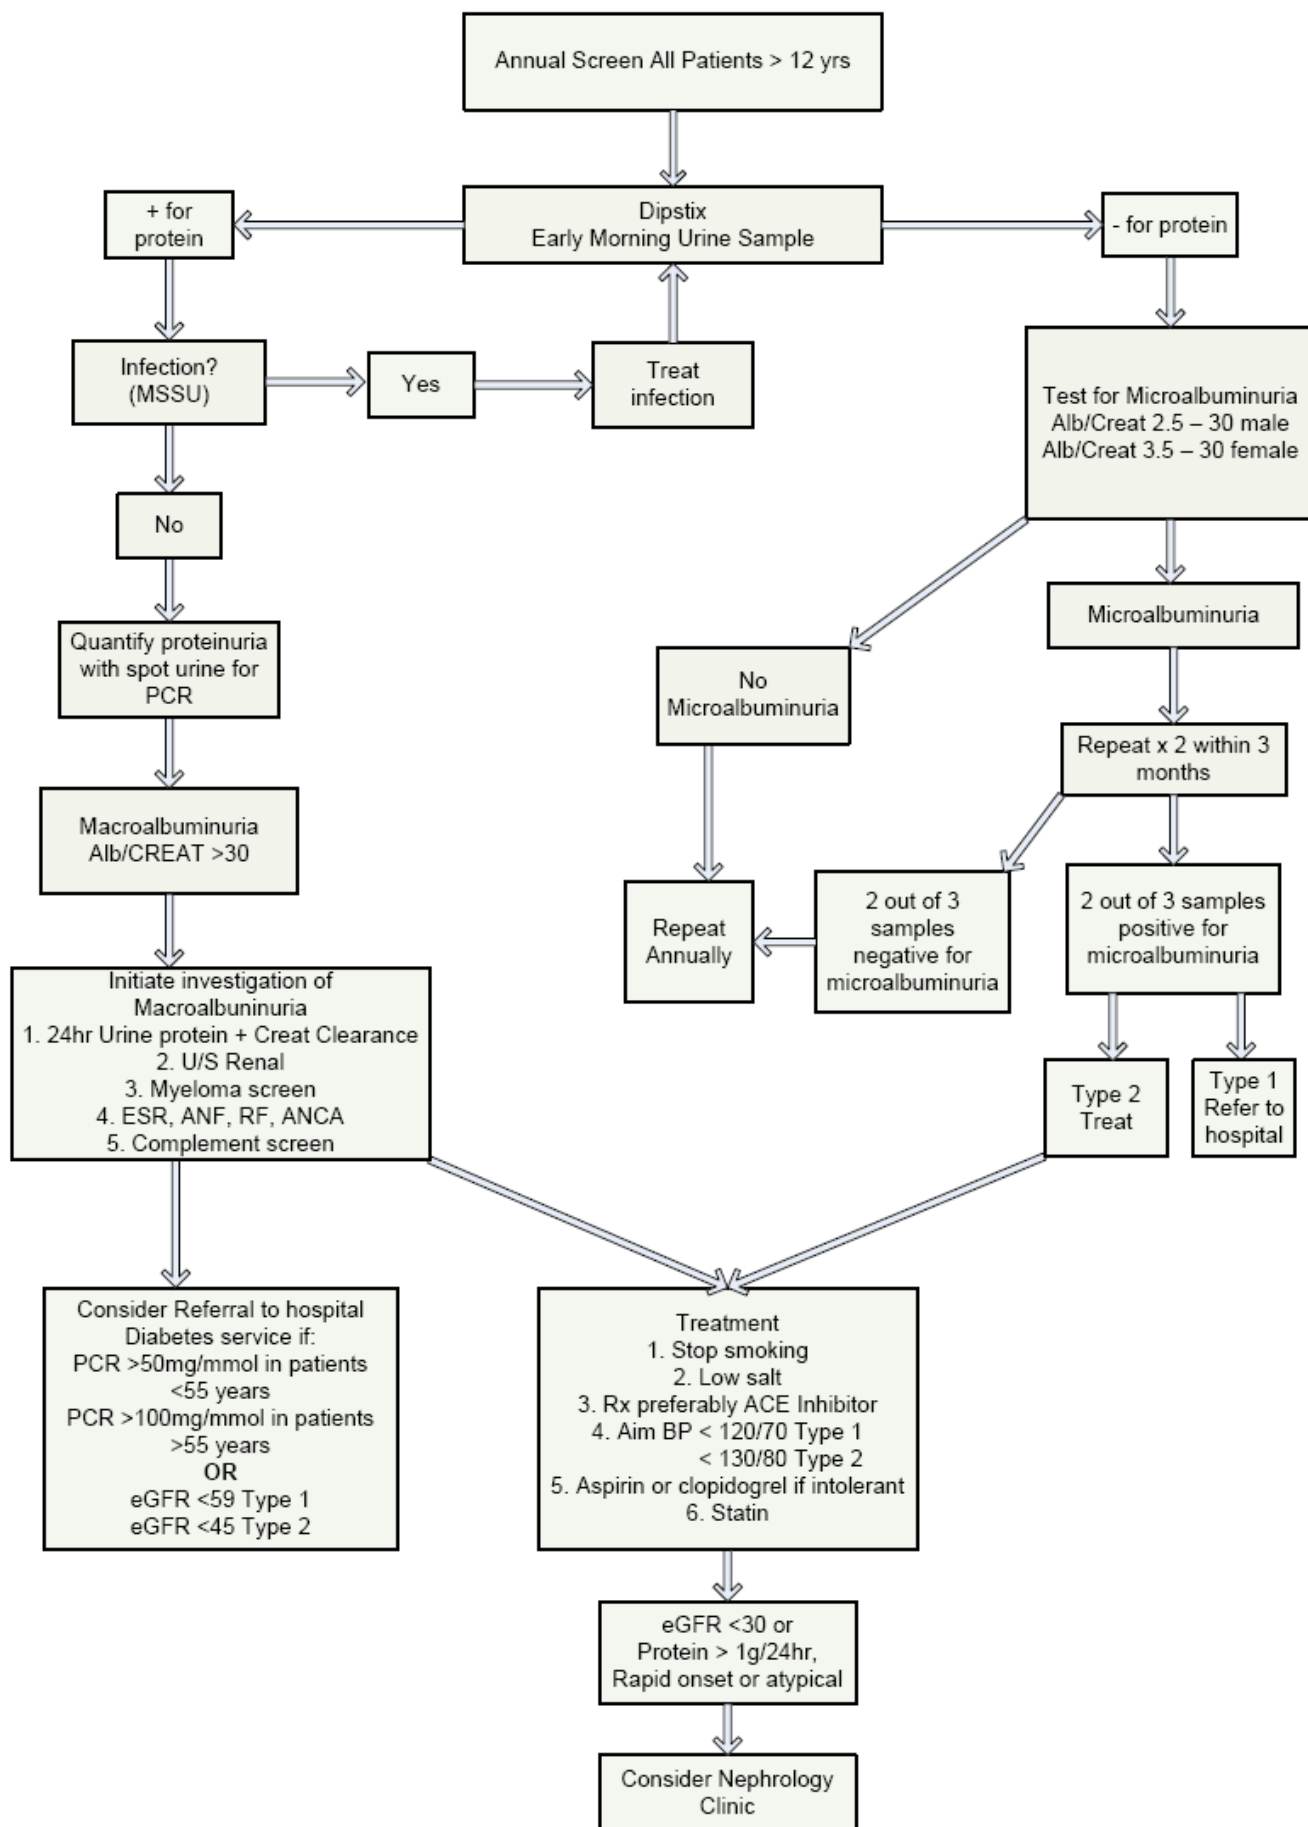 Annual Screen All Patients > 12 yrs
+ for
protein
Dipstix
Early Morning Urine Sample
- for protein
Infection?
(MSSU)
Yes
Treat
infection
Test for Microalbuminuria
Alb/Creat 2.5 – 30 male
Alb/Creat 3.5 – 30 female
No
Quantify proteinuria
with spot urine for
PCR
No
Microalbuminuria
Microalbuminuria
Repeat x 2 within 3
months
Macroalbuminuria
Alb/CREAT >30
Repeat
Annually
2 out of 3
samples
negative for
microalbuminuria
2 out of 3 samples
positive for
microalbuminuria
Initiate investigation of
Macroalbuninuria
1. 24hr Urine protein + Creat Clearance
2. U/S Renal
3. Myeloma screen
4. ESR, ANF, RF, ANCA
5. Complement screen
Type 2
Treat
Type 1
Refer to
hospital
Consider Referral to hospital
Diabetes service if:
PCR >50mg/mmol in patients
<55 years
PCR >100mg/mmol in patients
>55 years
OR
eGFR <59 Type 1
eGFR <45 Type 2
Treatment
1. Stop smoking
2. Low salt
3. Rx preferably ACE Inhibitor
4. Aim BP < 120/70 Type 1
< 130/80 Type 2
5. Aspirin or clopidogrel if intolerant
6. Statin
eGFR <30 or
Protein > 1g/24hr,
Rapid onset or atypical
Consider Nephrology
Clinic